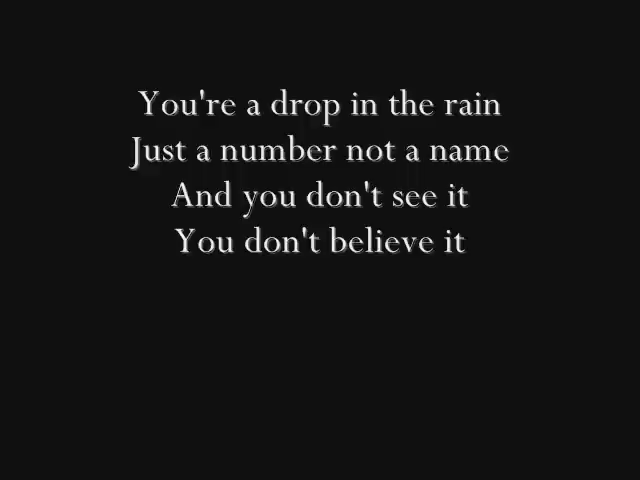 You're a drop in the rain
Just a number not a name
And you don't see it
You don't believe it